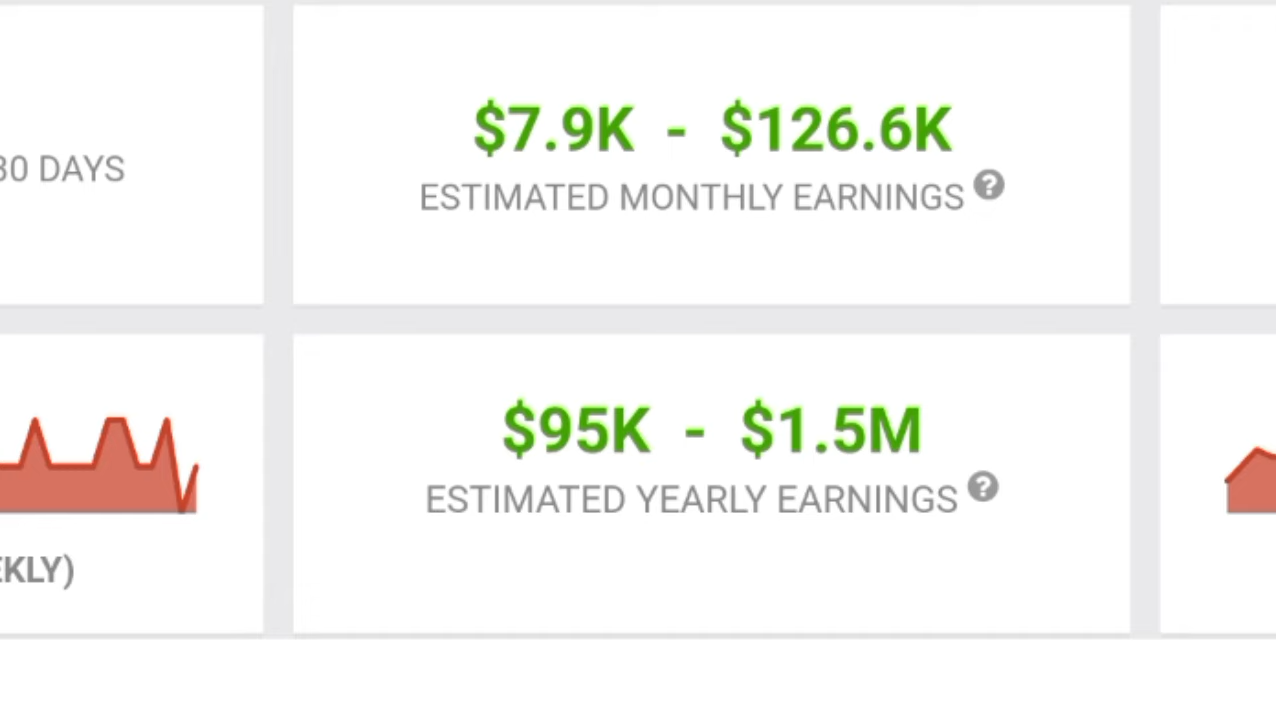 $7.9K - $126.6K
30 DAYS
ESTIMATED MONTHLY EARNINGS ?
$95K - $1.5M
ESTIMATED YEARLY EARNINGS ?
EKLY)